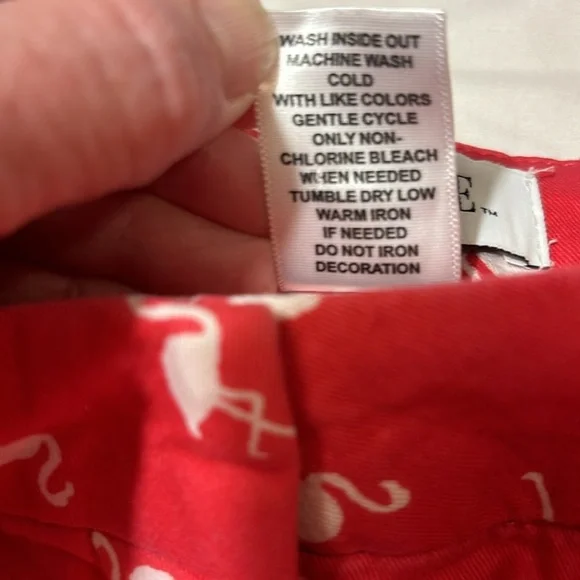 WASH INSIDE OUT
MACHINE WASH
COLD
WITH LIKE COLORS
GENTLE CYCLE
ONLY NON-
CHLORINE BLEACH
WHEN NEEDED
TUMBLE DRY LOW
WARM IRON
IF NEEDED
DO NOT IRON
DECORATION
E™